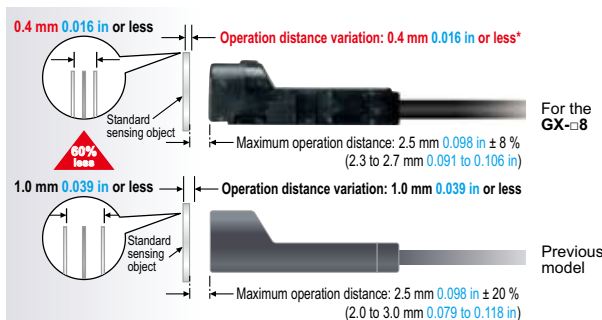 0.4 mm 0.016 in or less
Operation distance variation: 0.4 mm 0.016 in or less*
Standard
sensing object
For the
GX-□8
Maximum operation distance: 2.5 mm 0.098 in ± 8 %
(2.3 to 2.7 mm 0.091 to 0.106 in)
60%
less
1.0 mm 0.039 in or less
Operation distance variation: 1.0 mm 0.039 in or less
Standard
sensing
object
Previous
model
Maximum operation distance: 2.5 mm 0.098 in ± 20 %
(2.0 to 3.0 mm 0.079 to 0.118 in)